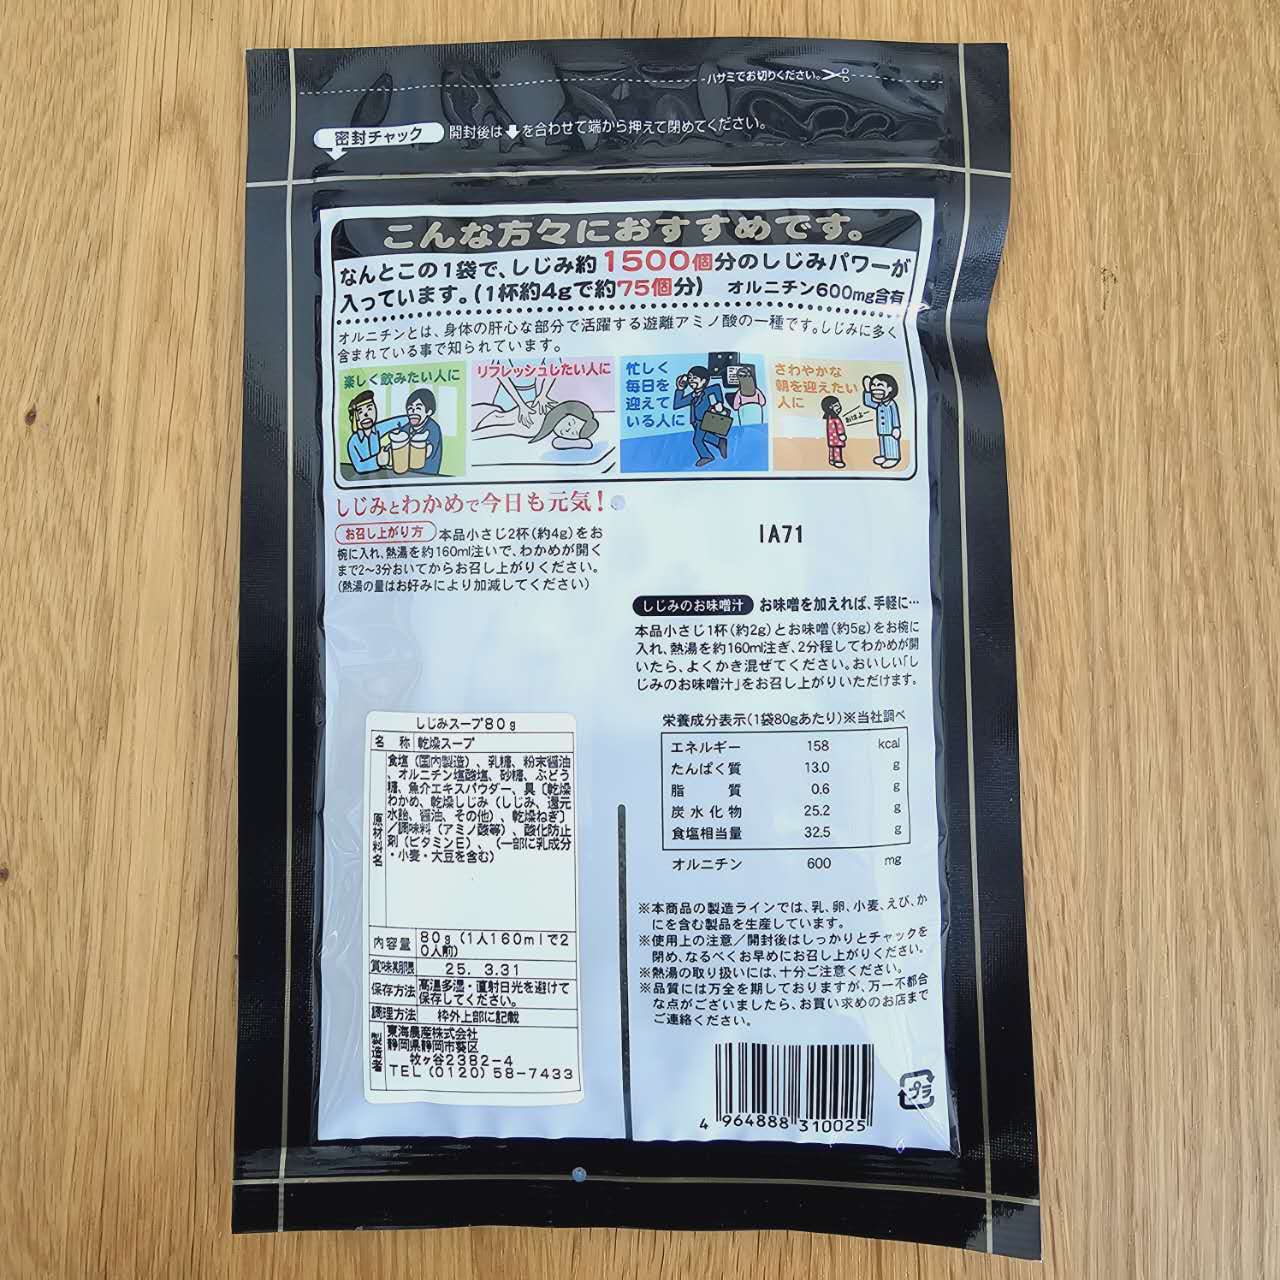 ハサミでお切りください。
密封チャック 開封後は⬇を合わせて端から押えて閉めてください。
こんな方々におすすめです。
なんとこの1袋で、しじみ約1500個分のしじみパワーが
入っています。(1杯約4gで約75個分) オルニチン600mg含有
オルニチンとは、身体の肝心な部分で活躍する遊離アミノ酸の一種です。しじみに多く
含まれている事で知られています。
楽しく飲みたい人に
リフレッシュしたい人に
忙しく
毎日を
迎えて
いる人に
さわやかな
朝を迎えたい
人に
おはよー
しじみとわかめで今日も元気!
お召し上がり方 本品小さじ2杯(約4g)をお
椀に入れ、熱湯を約160ml注いで、わかめが開く
まで2〜3分おいてからお召し上がりください。
(熱湯の量はお好みにより加減してください)
IA71
しじみのお味噌汁 お味噌を加えれば、手軽に…
本品小さじ1杯(約2g)とお味噌(約5g)をお椀に
入れ、熱湯を約160ml注ぎ、2分程してわかめが開
いたら、よくかき混ぜてください。おいしい「し
じみのお味噌汁」をお召し上がりいただけます。
しじみスープ80g
名 称 乾燥スープ
原材料名 食塩(国内製造)、乳糖、粉末醤油
、オルニチン塩酸塩、砂糖、ぶどう
糖、魚介エキスパウダー、具〔乾燥
わかめ、乾燥しじみ(しじみ、還元
水飴、醤油、その他)、乾燥ねぎ〕
/調味料(アミノ酸等)、酸化防止
剤(ビタミンE)、(一部に乳成分
・小麦・大豆を含む)
内容量 80g(1人160mlで2
0人前)
賞味期限 25. 3.31
保存方法 高温多湿・直射日光を避けて
保存してください。
調理方法 枠外上部に記載
製造者 東海農産株式会社
静岡県静岡市葵区
牧ヶ谷2382-4
TEL(0120)58-7433
栄養成分表示(1袋80gあたり)※当社調べ
エネルギー 158 kcal
たんぱく質 13.0 g
脂 質 0.6 g
炭水化物 25.2 g
食塩相当量 32.5 g
オルニチン 600 mg
※本商品の製造ラインでは、乳、卵、小麦、えび、か
にを含む製品を生産しています。
※使用上の注意/開封後はしっかりとチャックを
閉め、なるべくお早めにお召し上がりください。
※熱湯の取り扱いには、十分ご注意ください。
※品質には万全を期しておりますが、万一不都合
な点がございましたら、お買い求めのお店まで
ご連絡ください。
4 964888 310025
プラ